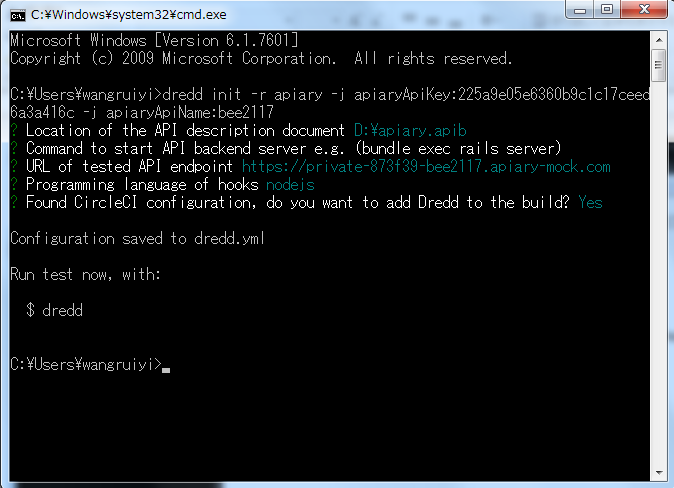 C:¥Windows¥system32¥cmd.exe
Microsoft Windows [Version 6.1.7601]
Copyright (c) 2009 Microsoft Corporation.  All rights reserved.
C:¥Users¥wangruiyi>dredd init -r apiary -j apiaryApiKey:225a9e05e6360b9c1c17ceed
6a3a416c -j apiaryApiName:bee2117
? Location of the API description document D:¥apiary.apib
? Command to start API backend server e.g. (bundle exec rails server)
? URL of tested API endpoint https://private-873f39-bee2117.apiary-mock.com
? Programming language of hooks nodejs
? Found CircleCI configuration, do you want to add Dredd to the build? Yes
Configuration saved to dredd.yml
Run test now, with:
$ dredd
C:¥Users¥wangruiyi>